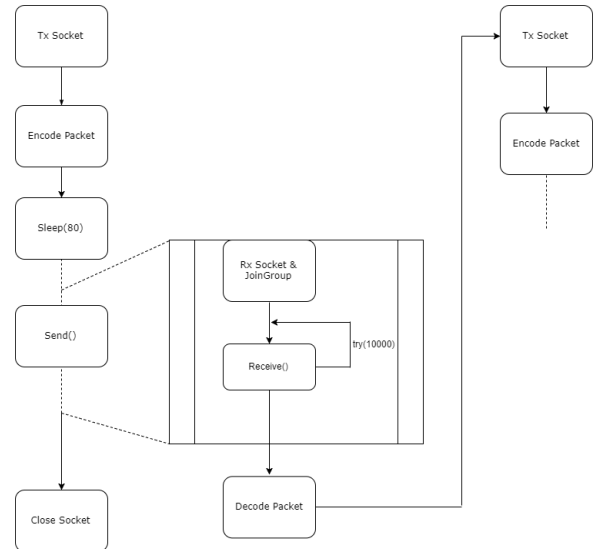 Tx Socket
Encode Packet
Sleep(80)
Send()
Close Socket
Rx Socket &
JoinGroup
try(10000)
Receive()
Decode Packet
Tx Socket
Encode Packet